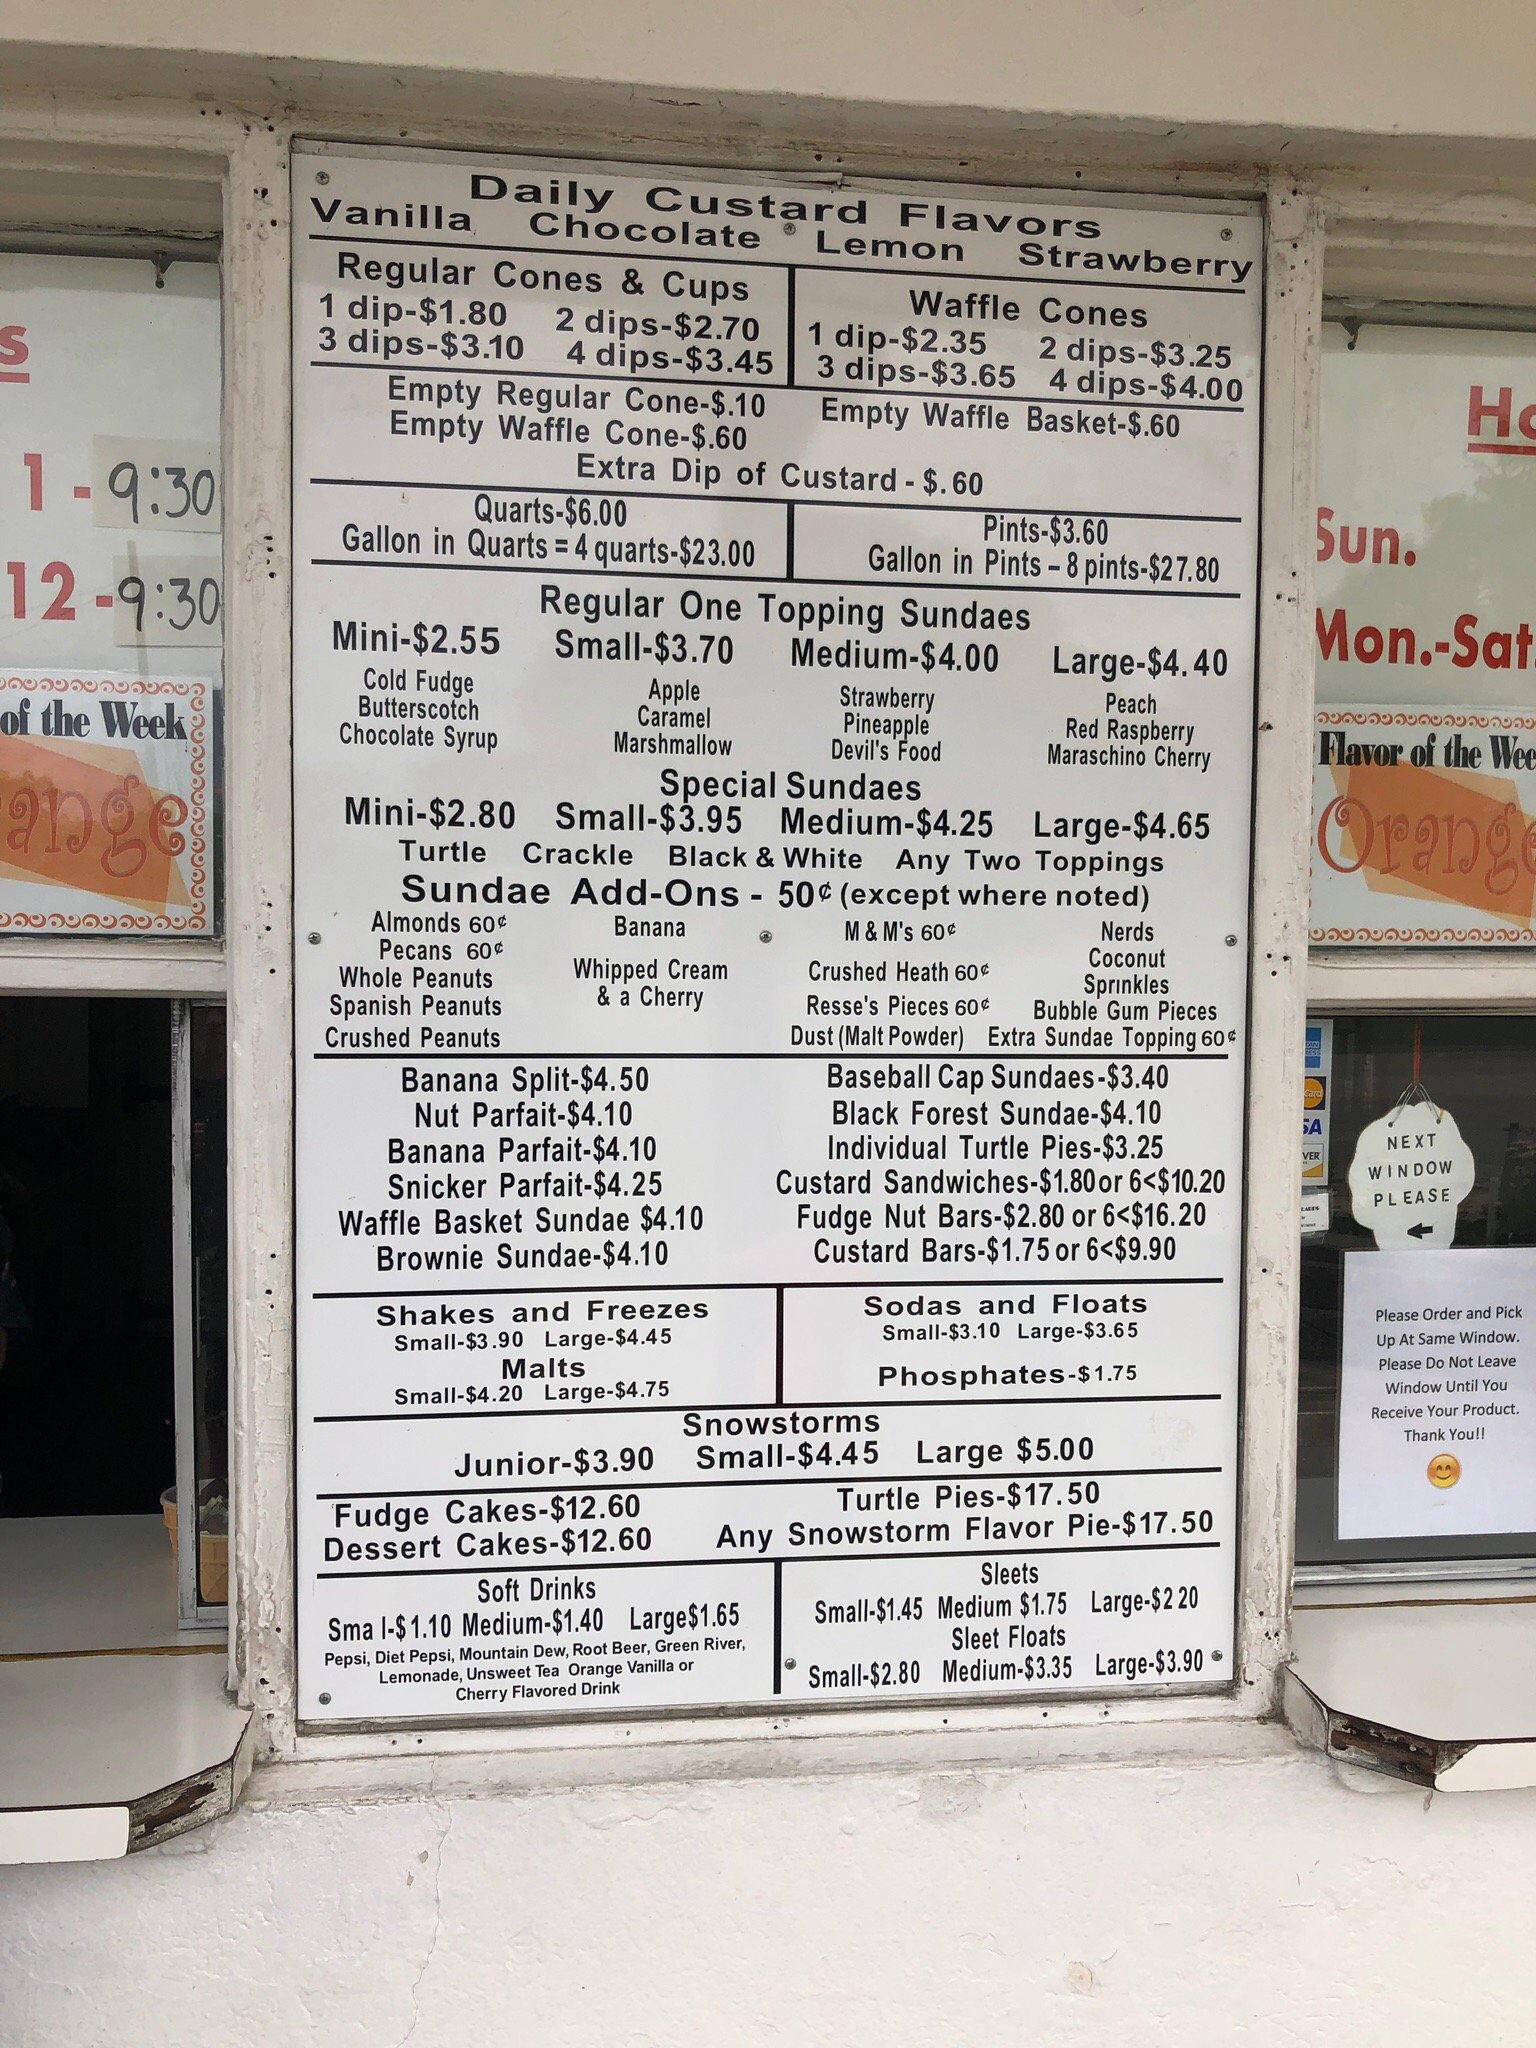 Daily Custard Flavors
Vanilla Chocolate Lemon Strawberry
Regular Cones & Cups
1 dip-$1.80 2 dips-$2.70
3 dips-$3.10 4 dips-$3.45
Waffle Cones
1 dip-$2.35 2 dips-$3.25
3 dips-$3.65 4 dips-$4.00
Empty Regular Cone-$.10 Empty Waffle Basket-$.60
Empty Waffle Cone-$.60
Extra Dip of Custard - $.60
Quarts-$6.00
Gallon in Quarts = 4 quarts-$23.00
Pints-$3.60
Gallon in Pints – 8 pints-$27.80
Regular One Topping Sundaes
Mini-$2.55 Small-$3.70 Medium-$4.00 Large-$4.40
Cold Fudge Apple Strawberry Peach
Butterscotch Caramel Pineapple Red Raspberry
Chocolate Syrup Marshmallow Devil's Food Maraschino Cherry
Special Sundaes
Mini-$2.80 Small-$3.95 Medium-$4.25 Large-$4.65
Turtle Crackle Black & White Any Two Toppings
Sundae Add-Ons - 50¢ (except where noted)
Almonds 60¢
Pecans 60¢
Whole Peanuts
Spanish Peanuts
Crushed Peanuts
Banana
Whipped Cream
& a Cherry
M & M's 60¢
Crushed Heath 60¢
Resse's Pieces 60¢
Dust (Malt Powder)
Nerds
Coconut
Sprinkles
Bubble Gum Pieces
Extra Sundae Topping 60¢
Banana Split-$4.50
Nut Parfait-$4.10
Banana Parfait-$4.10
Snicker Parfait-$4.25
Waffle Basket Sundae $4.10
Brownie Sundae-$4.10
Baseball Cap Sundaes-$3.40
Black Forest Sundae-$4.10
Individual Turtle Pies-$3.25
Custard Sandwiches-$1.80 or 6<$10.20
Fudge Nut Bars-$2.80 or 6<$16.20
Custard Bars-$1.75 or 6<$9.90
Shakes and Freezes
Small-$3.90 Large-$4.45
Malts
Small-$4.20 Large-$4.75
Sodas and Floats
Small-$3.10 Large-$3.65
Phosphates-$1.75
Snowstorms
Junior-$3.90 Small-$4.45 Large $5.00
Fudge Cakes-$12.60 Turtle Pies-$17.50
Dessert Cakes-$12.60 Any Snowstorm Flavor Pie-$17.50
Soft Drinks
Sma l-$1.10 Medium-$1.40 Large$1.65
Pepsi, Diet Pepsi, Mountain Dew, Root Beer, Green River,
Lemonade, Unsweet Tea Orange Vanilla or
Cherry Flavored Drink
Sleets
Small-$1.45 Medium $1.75 Large-$2 20
Sleet Floats
Small-$2.80 Medium-$3.35 Large-$3.90
1 - 9:30
12 - 9:30
of the Week
ange
Sun.
Mon.-Sat.
Flavor of the Wee
Orange
NEXT
WINDOW
PLEASE
Please Order and Pick
Up At Same Window.
Please Do Not Leave
Window Until You
Receive Your Product.
Thank You!!